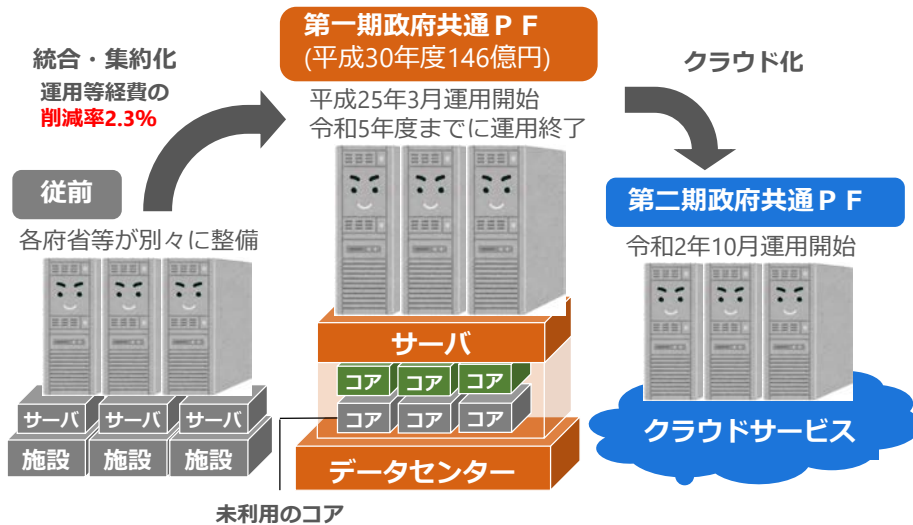 統合・集約化
運用等経費の
削減率2.3%
第一期政府共通ＰＦ
(平成30年度146億円)
平成25年3月運用開始
令和5年度までに運用終了
クラウド化
従前
各府省等が別々に整備
第二期政府共通ＰＦ
令和2年10月運用開始
サーバ サーバ サーバ
施設 施設 施設
サーバ
コア コア コア
コア コア コア
データセンター
未利用のコア
クラウドサービス